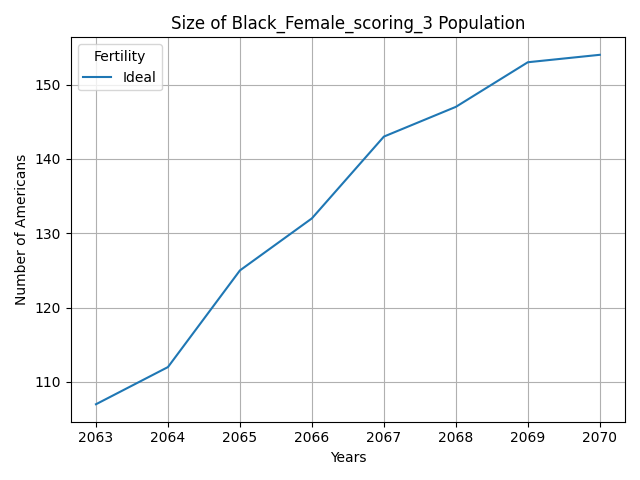 Size of Black_Female_scoring_3 Population
Fertility
Ideal
Number of Americans
150
140
130
120
110
2063 2064 2065 2066 2067 2068 2069 2070
Years